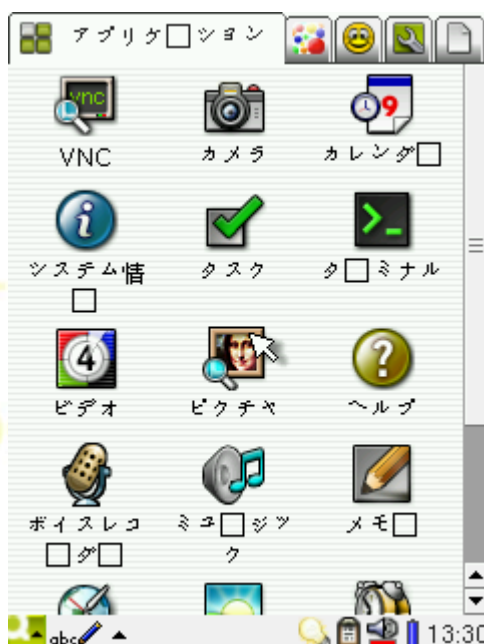 アプリケ□ション
VNC
カメラ
カレンダ□
システム情
□
タスク
タ□ミナル
ビデオ
ピクチャ
ヘルプ
ボイスレコ
□ダ□
ミュ□ジッ
ク
メモ□
abc
13:30